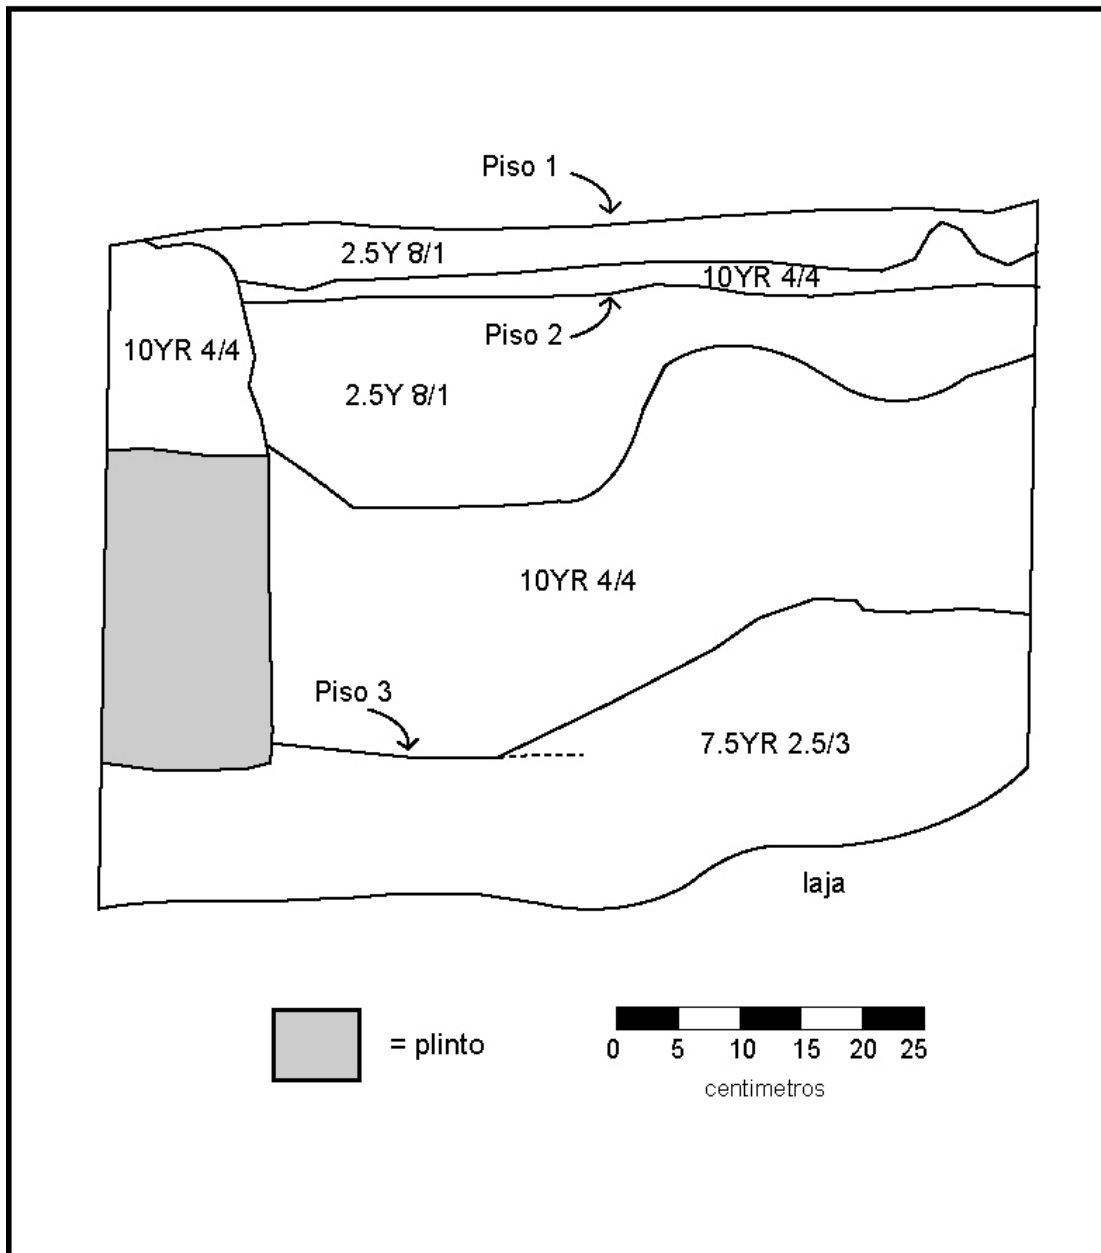 Piso 1
2.5Y 8/1
10YR 4/4
Piso 2
10YR 4/4
2.5Y 8/1
10YR 4/4
Piso 3
7.5YR 2.5/3
laja
= plinto
0 5 10 15 20 25
centimetros